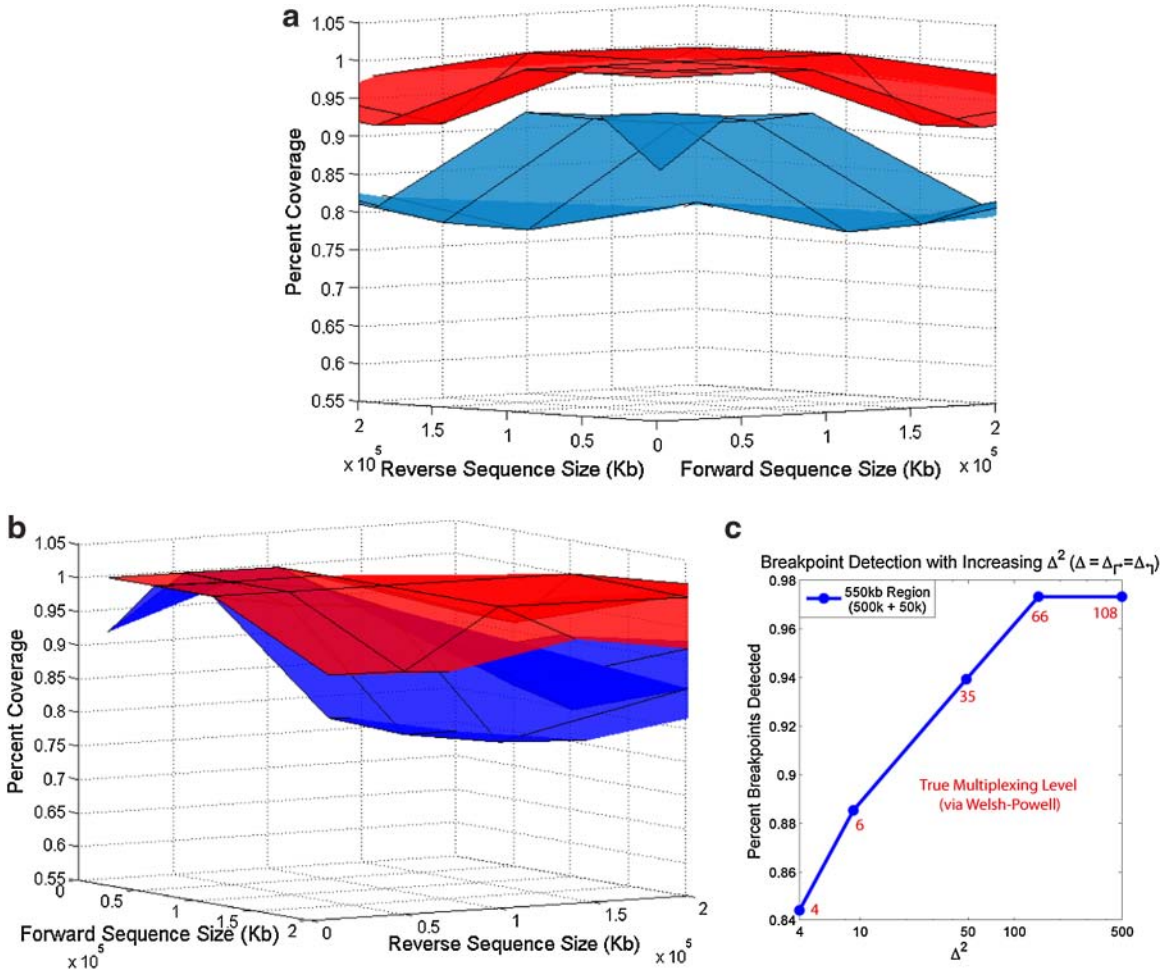 a
1.05
1
0.95
0.9
0.85
0.8
0.75
0.7
0.65
0.6
0.55
Percent Coverage
2
1.5
1
0.5
0
0.5
1
1.5
2
x 10^5
Reverse Sequence Size (Kb)
Forward Sequence Size (Kb)
x 10^5
b
1.05
1
0.95
0.9
0.85
0.8
0.75
0.7
0.65
0.6
0.55
Percent Coverage
0
0.5
1
1.5
2
0
0.5
1
1.5
2
Forward Sequence Size (Kb)
x 10^5
Reverse Sequence Size (Kb)
x 10^5
c
Breakpoint Detection with Increasing Δ² (Δ = Δ_Γ = Δ_ꓶ)
0.98
0.96
0.94
0.92
0.9
0.88
0.86
0.84
Percent Breakpoints Detected
550kb Region
(500k + 50k)
66
108
35
True Multiplexing Level
(via Welsh-Powell)
6
4
4
10
50
100
500
Δ²